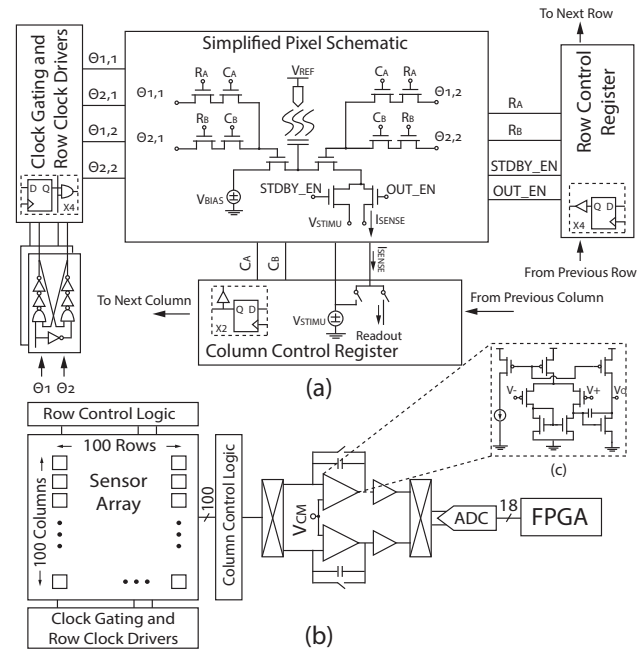 To Next Row
Clock Gating and
Row Clock Drivers
D Q
X4
Θ1,1
Θ2,1
Θ1,2
Θ2,2
Simplified Pixel Schematic
VREF
RA CA
CA RA
Θ1,1
Θ1,2
RB CB
CB RB
Θ2,1
Θ2,2
VBIAS
STDBY_EN
OUT_EN
VSTIMU
ISENSE
RA
RB
STDBY_EN
OUT_EN
Row Control
Register
Q D
X4
From Previous Row
CA
CB
ISENSE
To Next Column
From Previous Column
Q D
X2
VSTIMU
Readout
Column Control Register
Θ1 Θ2
(a)
Row Control Logic
100 Rows
100 Columns
Sensor
Array
100
Column Control Logic
VCM
V-
V+
VO
(c)
ADC
18
FPGA
Clock Gating and
Row Clock Drivers
(b)